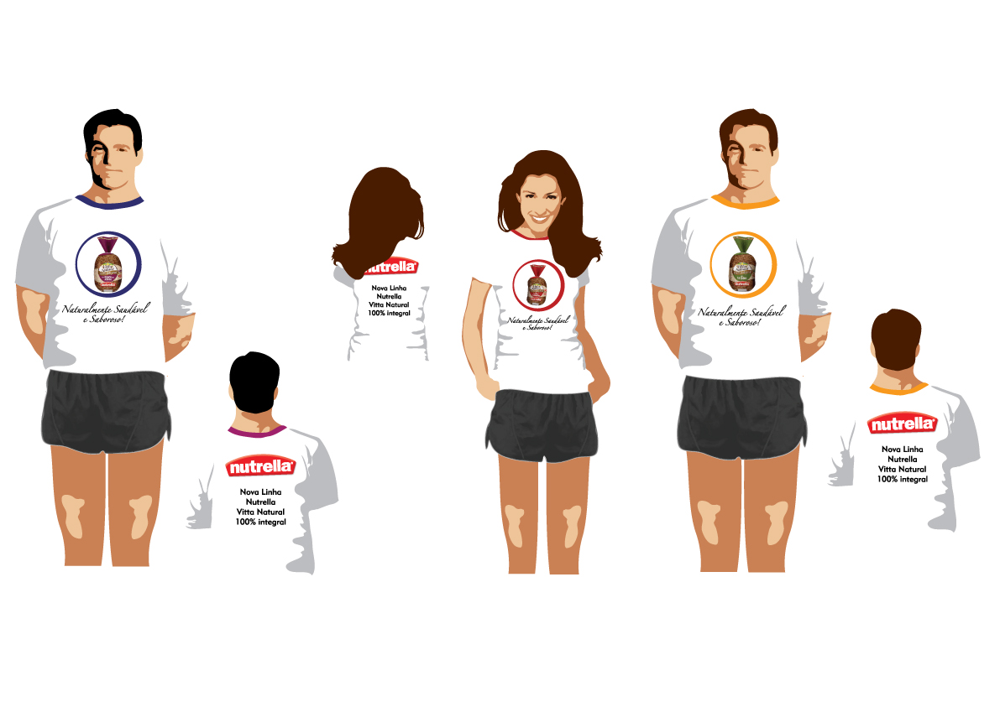 Naturalmente Saudável
e Saboroso!
nutrella
Nova Linha
Nutrella
Vitta Natural
100% integral
nutrella
Nova Linha
Nutrella
Vitta Natural
100% integral
Naturalmente Saudável
e Saboroso!
Naturalmente Saudável
e Saboroso!
nutrella
Nova Linha
Nutrella
Vitta Natural
100% integral